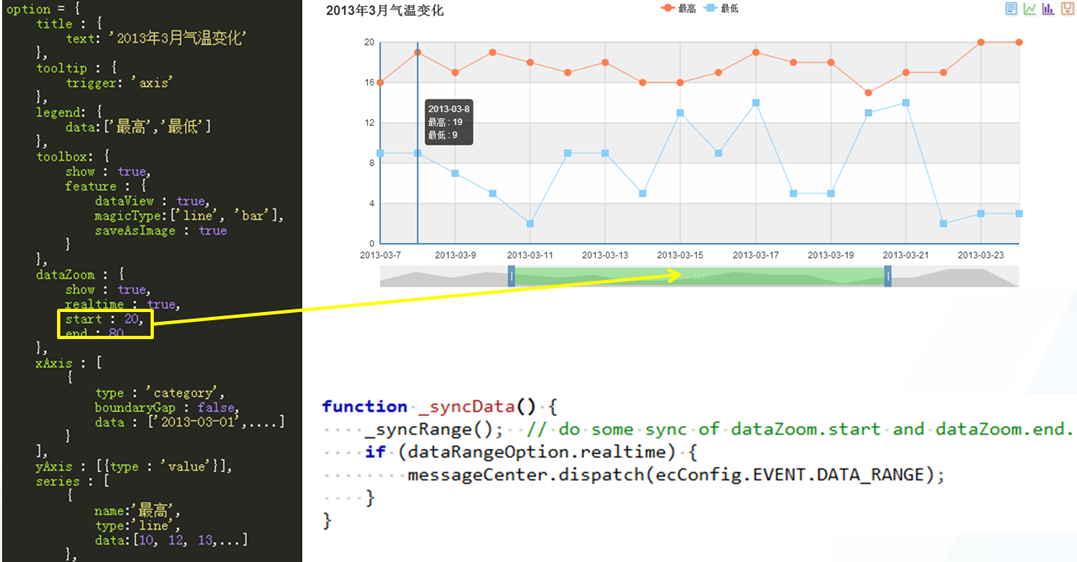 option = {
title : {
text: '2013年3月气温变化'
},
tooltip : {
trigger: 'axis'
},
legend: {
data:['最高','最低']
},
toolbox: {
show : true,
feature : {
dataView : true,
magicType:['line', 'bar'],
saveAsImage : true
}
},
dataZoom : {
show : true,
realtime : true,
start : 20,
end : 80
},
xAxis : [
{
type : 'category',
boundaryGap : false,
data : ['2013-03-01',....]
}
],
yAxis : [{type : 'value'}],
series : [
{
name:'最高',
type:'line',
data:[10, 12, 13,...]
},
2013年3月气温变化
最高 最低
20
16
12
8
4
0
2013-03-8
最高 : 19
最低 : 9
2013-03-7 2013-03-9 2013-03-11 2013-03-13 2013-03-15 2013-03-17 2013-03-19 2013-03-21 2013-03-23
function _syncData() {
_syncRange(); // do some sync of dataZoom.start and dataZoom.end.
if (dataRangeOption.realtime) {
messageCenter.dispatch(ecConfig.EVENT.DATA_RANGE);
}
}